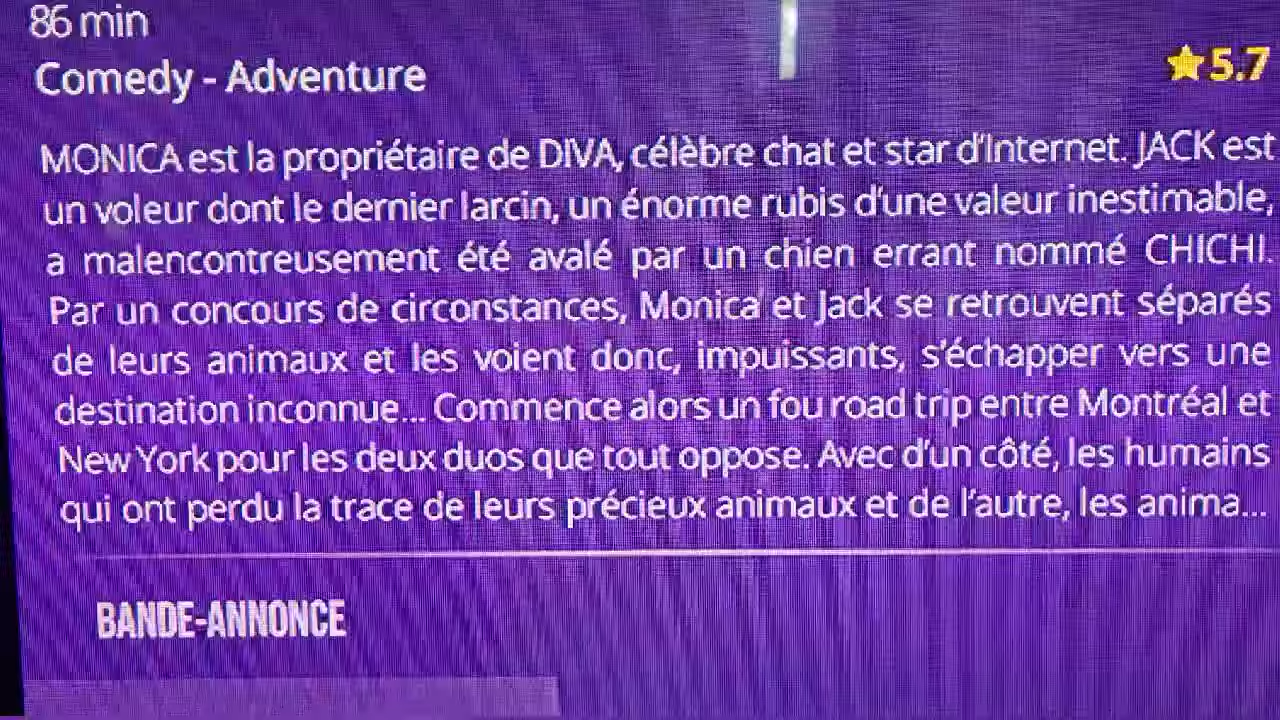 86 min
Comedy - Adventure
5.7
MONICA est la propriétaire de DIVA, célèbre chat et star d'Internet. JACK est
un voleur dont le dernier larcin, un énorme rubis d'une valeur inestimable,
a malencontreusement été avalé par un chien errant nommé CHICHI.
Par un concours de circonstances, Monica et Jack se retrouvent séparés
de leurs animaux et les voient donc, impuissants, s'échapper vers une
destination inconnue... Commence alors un fou road trip entre Montréal et
New York pour les deux duos que tout oppose. Avec d'un côté, les humains
qui ont perdu la trace de leurs précieux animaux et de l'autre, les anima...
BANDE-ANNONCE